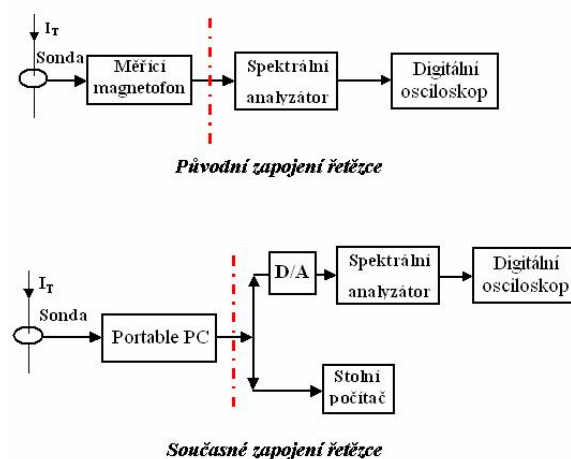 I_T
Sonda
Měřící
magnetofon
Spektrální
analyzátor
Digitální
osciloskop
Původní zapojení řetězce
I_T
Sonda
Portable PC
D/A
Spektrální
analyzátor
Digitální
osciloskop
Stolní
počítač
Současné zapojení řetězce